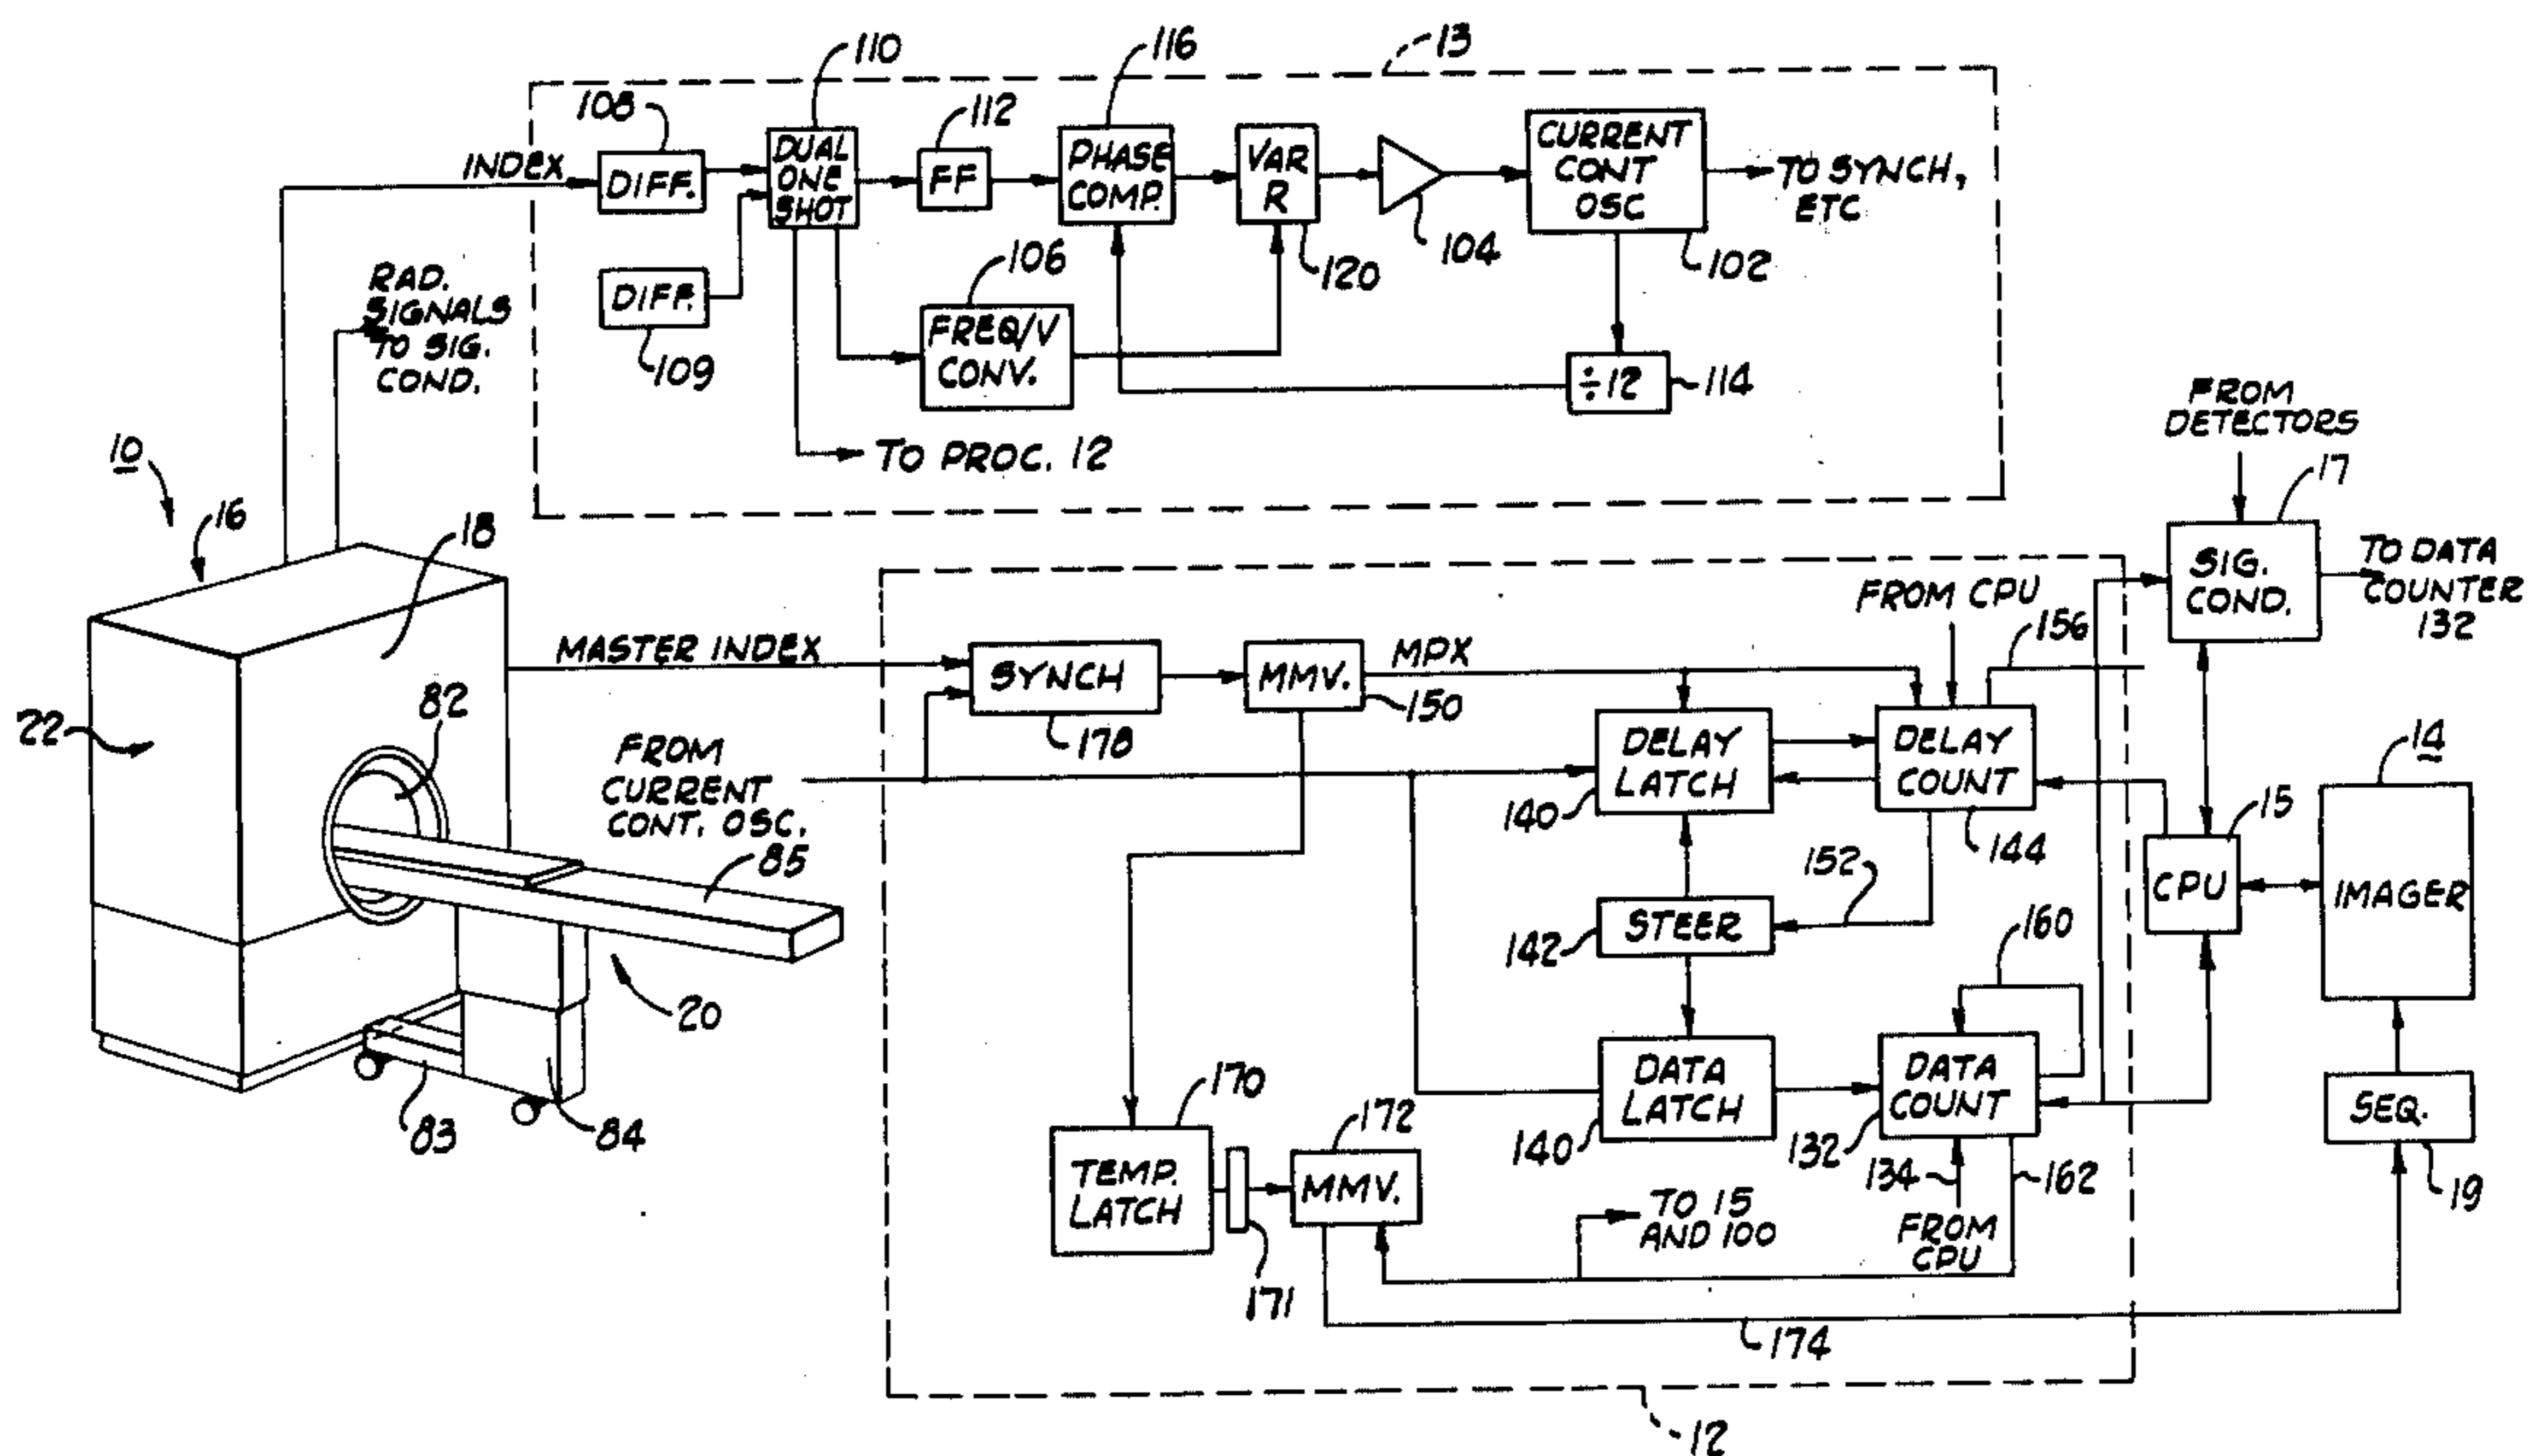 13
110
116
108
112
INDEX
DIFF.
DUAL
ONE
SHOT
FF
PHASE
COMP.
VAR
R
104
CURRENT
CONT
OSC
TO SYNCH,
ETC
102
120
106
RAD.
SIGNALS
TO SIG.
COND.
DIFF.
109
FREQ/V
CONV.
÷12
114
TO PROC. 12
FROM
DETECTORS
17
SIG.
COND.
TO DATA
COUNTER
132
10
16
18
22
82
85
20
83
84
MASTER INDEX
SYNCH
178
MMV.
150
MPX
FROM CPU
156
FROM
CURRENT
CONT. OSC.
DELAY
LATCH
140
DELAY
COUNT
144
15
CPU
14
IMAGER
152
STEER
142
160
DATA
LATCH
140
DATA
COUNT
132
134
FROM
CPU
162
SEQ.
19
170
TEMP.
LATCH
171
172
MMV.
TO 15
AND 100
174
12